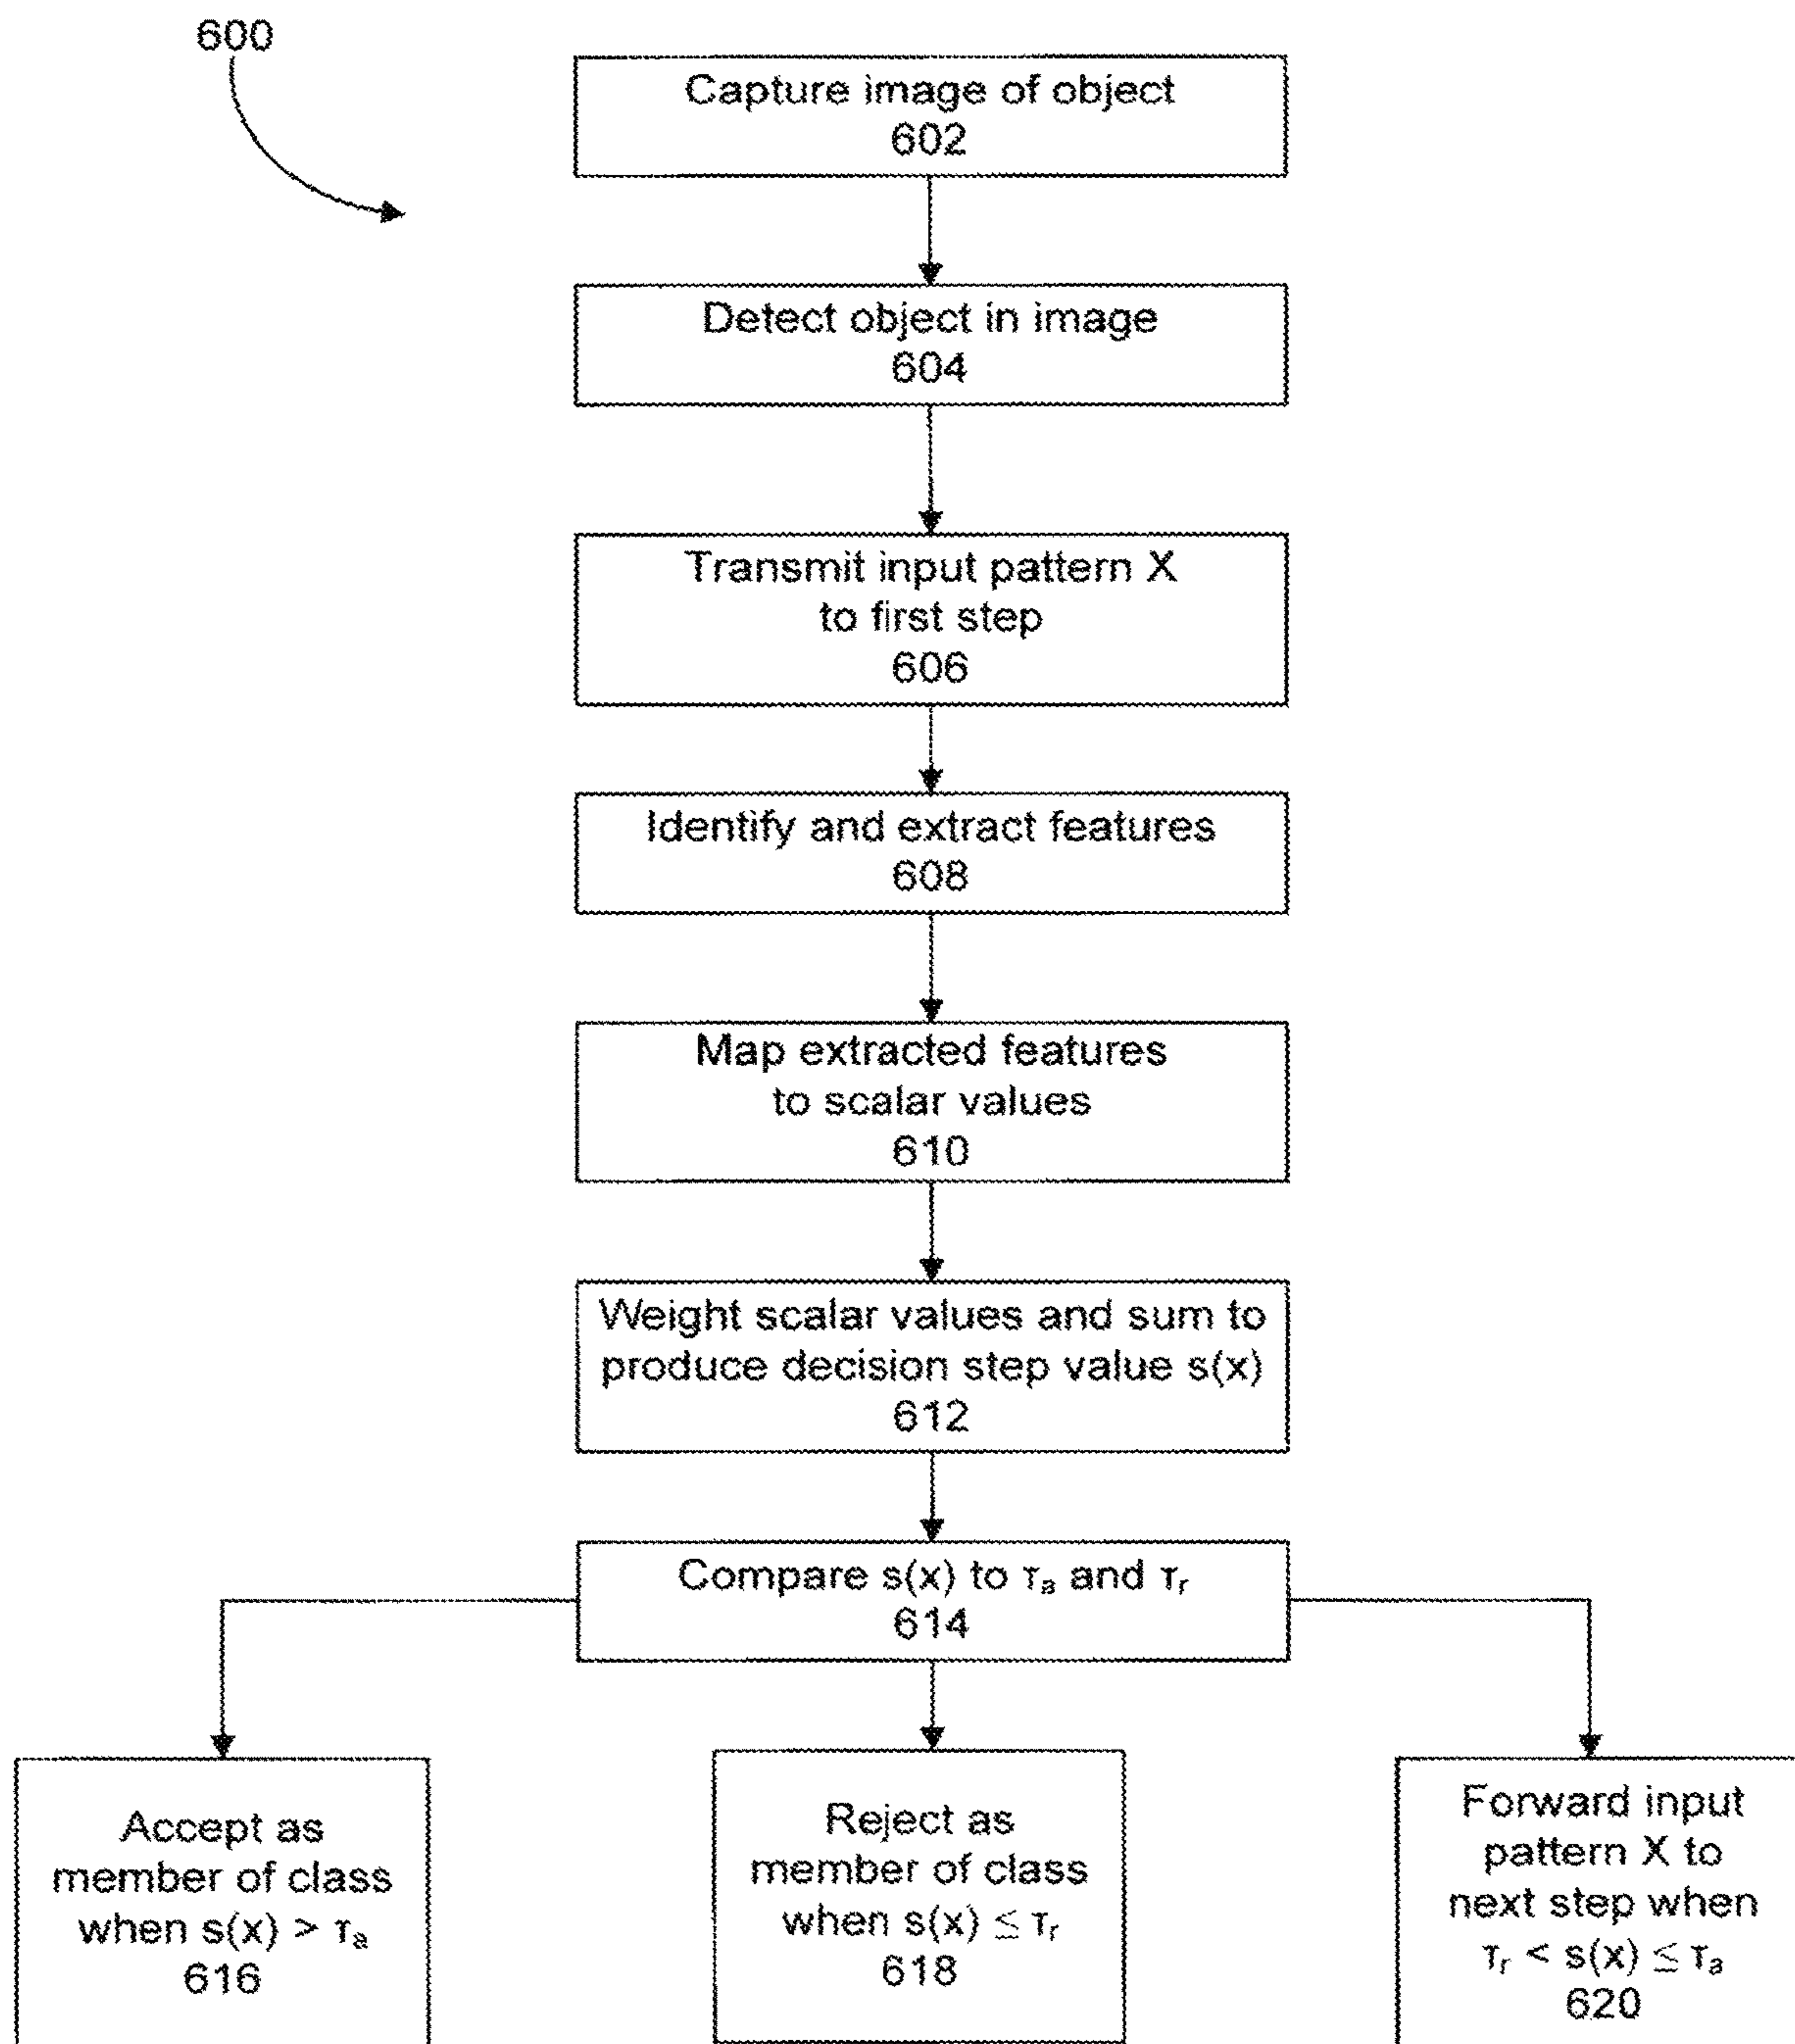 600
Capture image of object
602
Detect object in image
604
Transmit input pattern X
to first step
606
Identify and extract features
608
Map extracted features
to scalar values
610
Weight scalar values and sum to
produce decision step value s(x)
612
Compare s(x) to τₐ and τᵣ
614
Accept as
member of class
when s(x) > τₐ
616
Reject as
member of class
when s(x) ≤ τᵣ
618
Forward input
pattern X to
next step when
τᵣ < s(x) ≤ τₐ
620